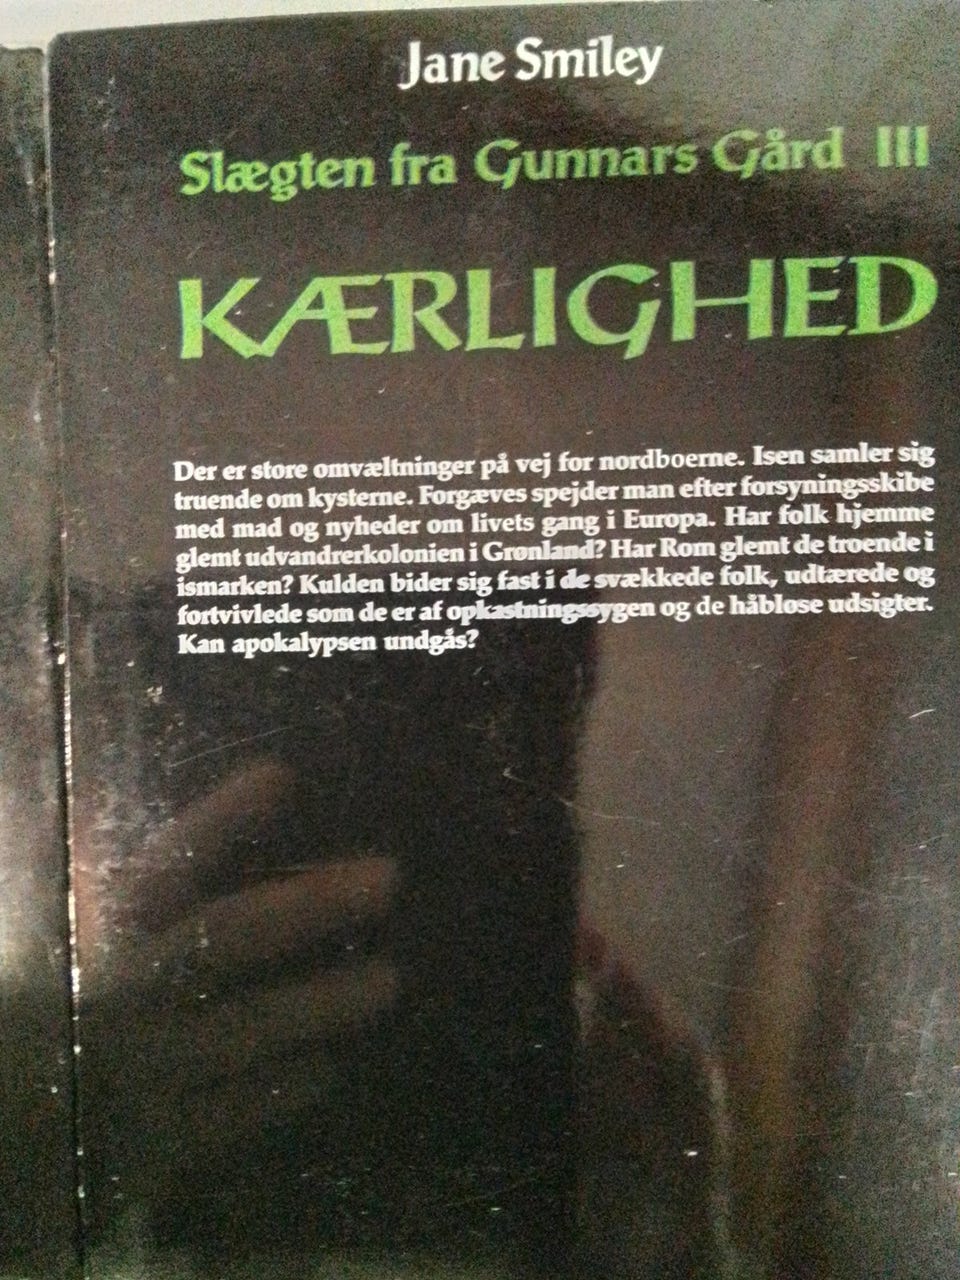 Jane Smiley
Slægten fra Gunnars Gård III
KÆRLIGHED
Der er store omvæltninger på vej for nordboerne. Isen samler sig
truende om kysterne. Forgæves spejder man efter forsyningsskibe
med mad og nyheder om livets gang i Europa. Har folk hjemme
glemt udvandrerkolonien i Grønland? Har Rom glemt de troende i
ismarken? Kulden bider sig fast i de svækkede folk, udtærede og
fortvivlede som de er af opkastningssygen og de håbløse udsigter.
Kan apokalypsen undgås?